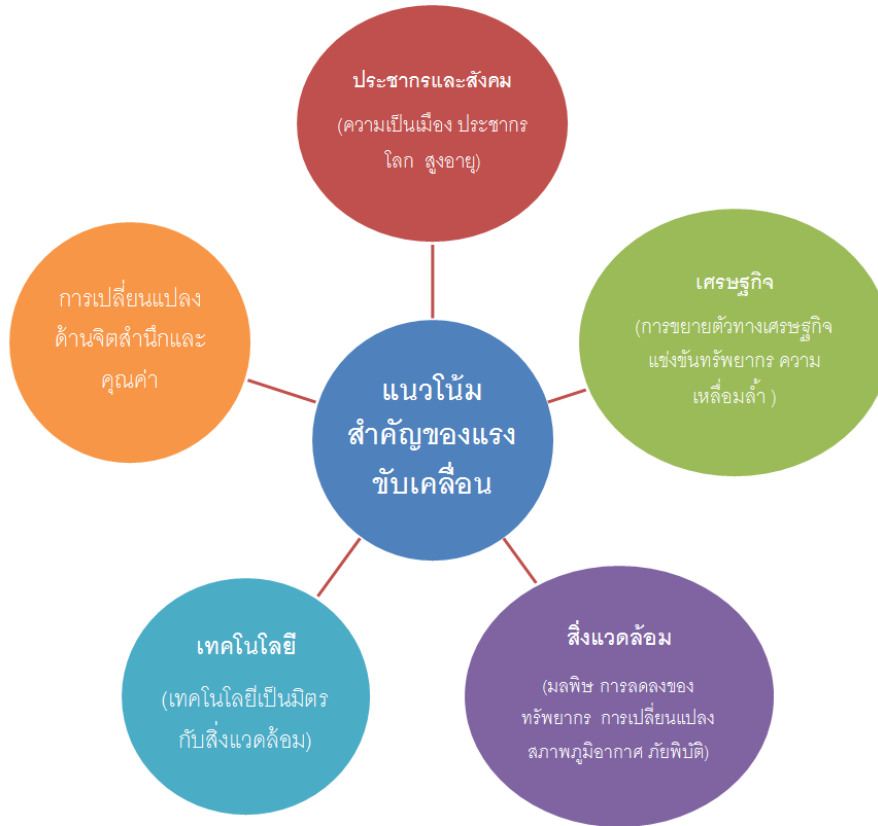 ประชากรและสังคม
(ความเป็นเมือง ประชากร
โลก สูงอายุ)
เศรษฐกิจ
(การขยายตัวทางเศรษฐกิจ
แข่งขันทรัพยากร ความ
เหลื่อมล้ำ )
สิ่งแวดล้อม
(มลพิษ การลดลงของ
ทรัพยากร การเปลี่ยนแปลง
สภาพภูมิอากาศ ภัยพิบัติ)
เทคโนโลยี
(เทคโนโลยีเป็นมิตร
กับสิ่งแวดล้อม)
การเปลี่ยนแปลง
ด้านจิตสำนึกและ
คุณค่า
แนวโน้ม
สำคัญของแรง
ขับเคลื่อน